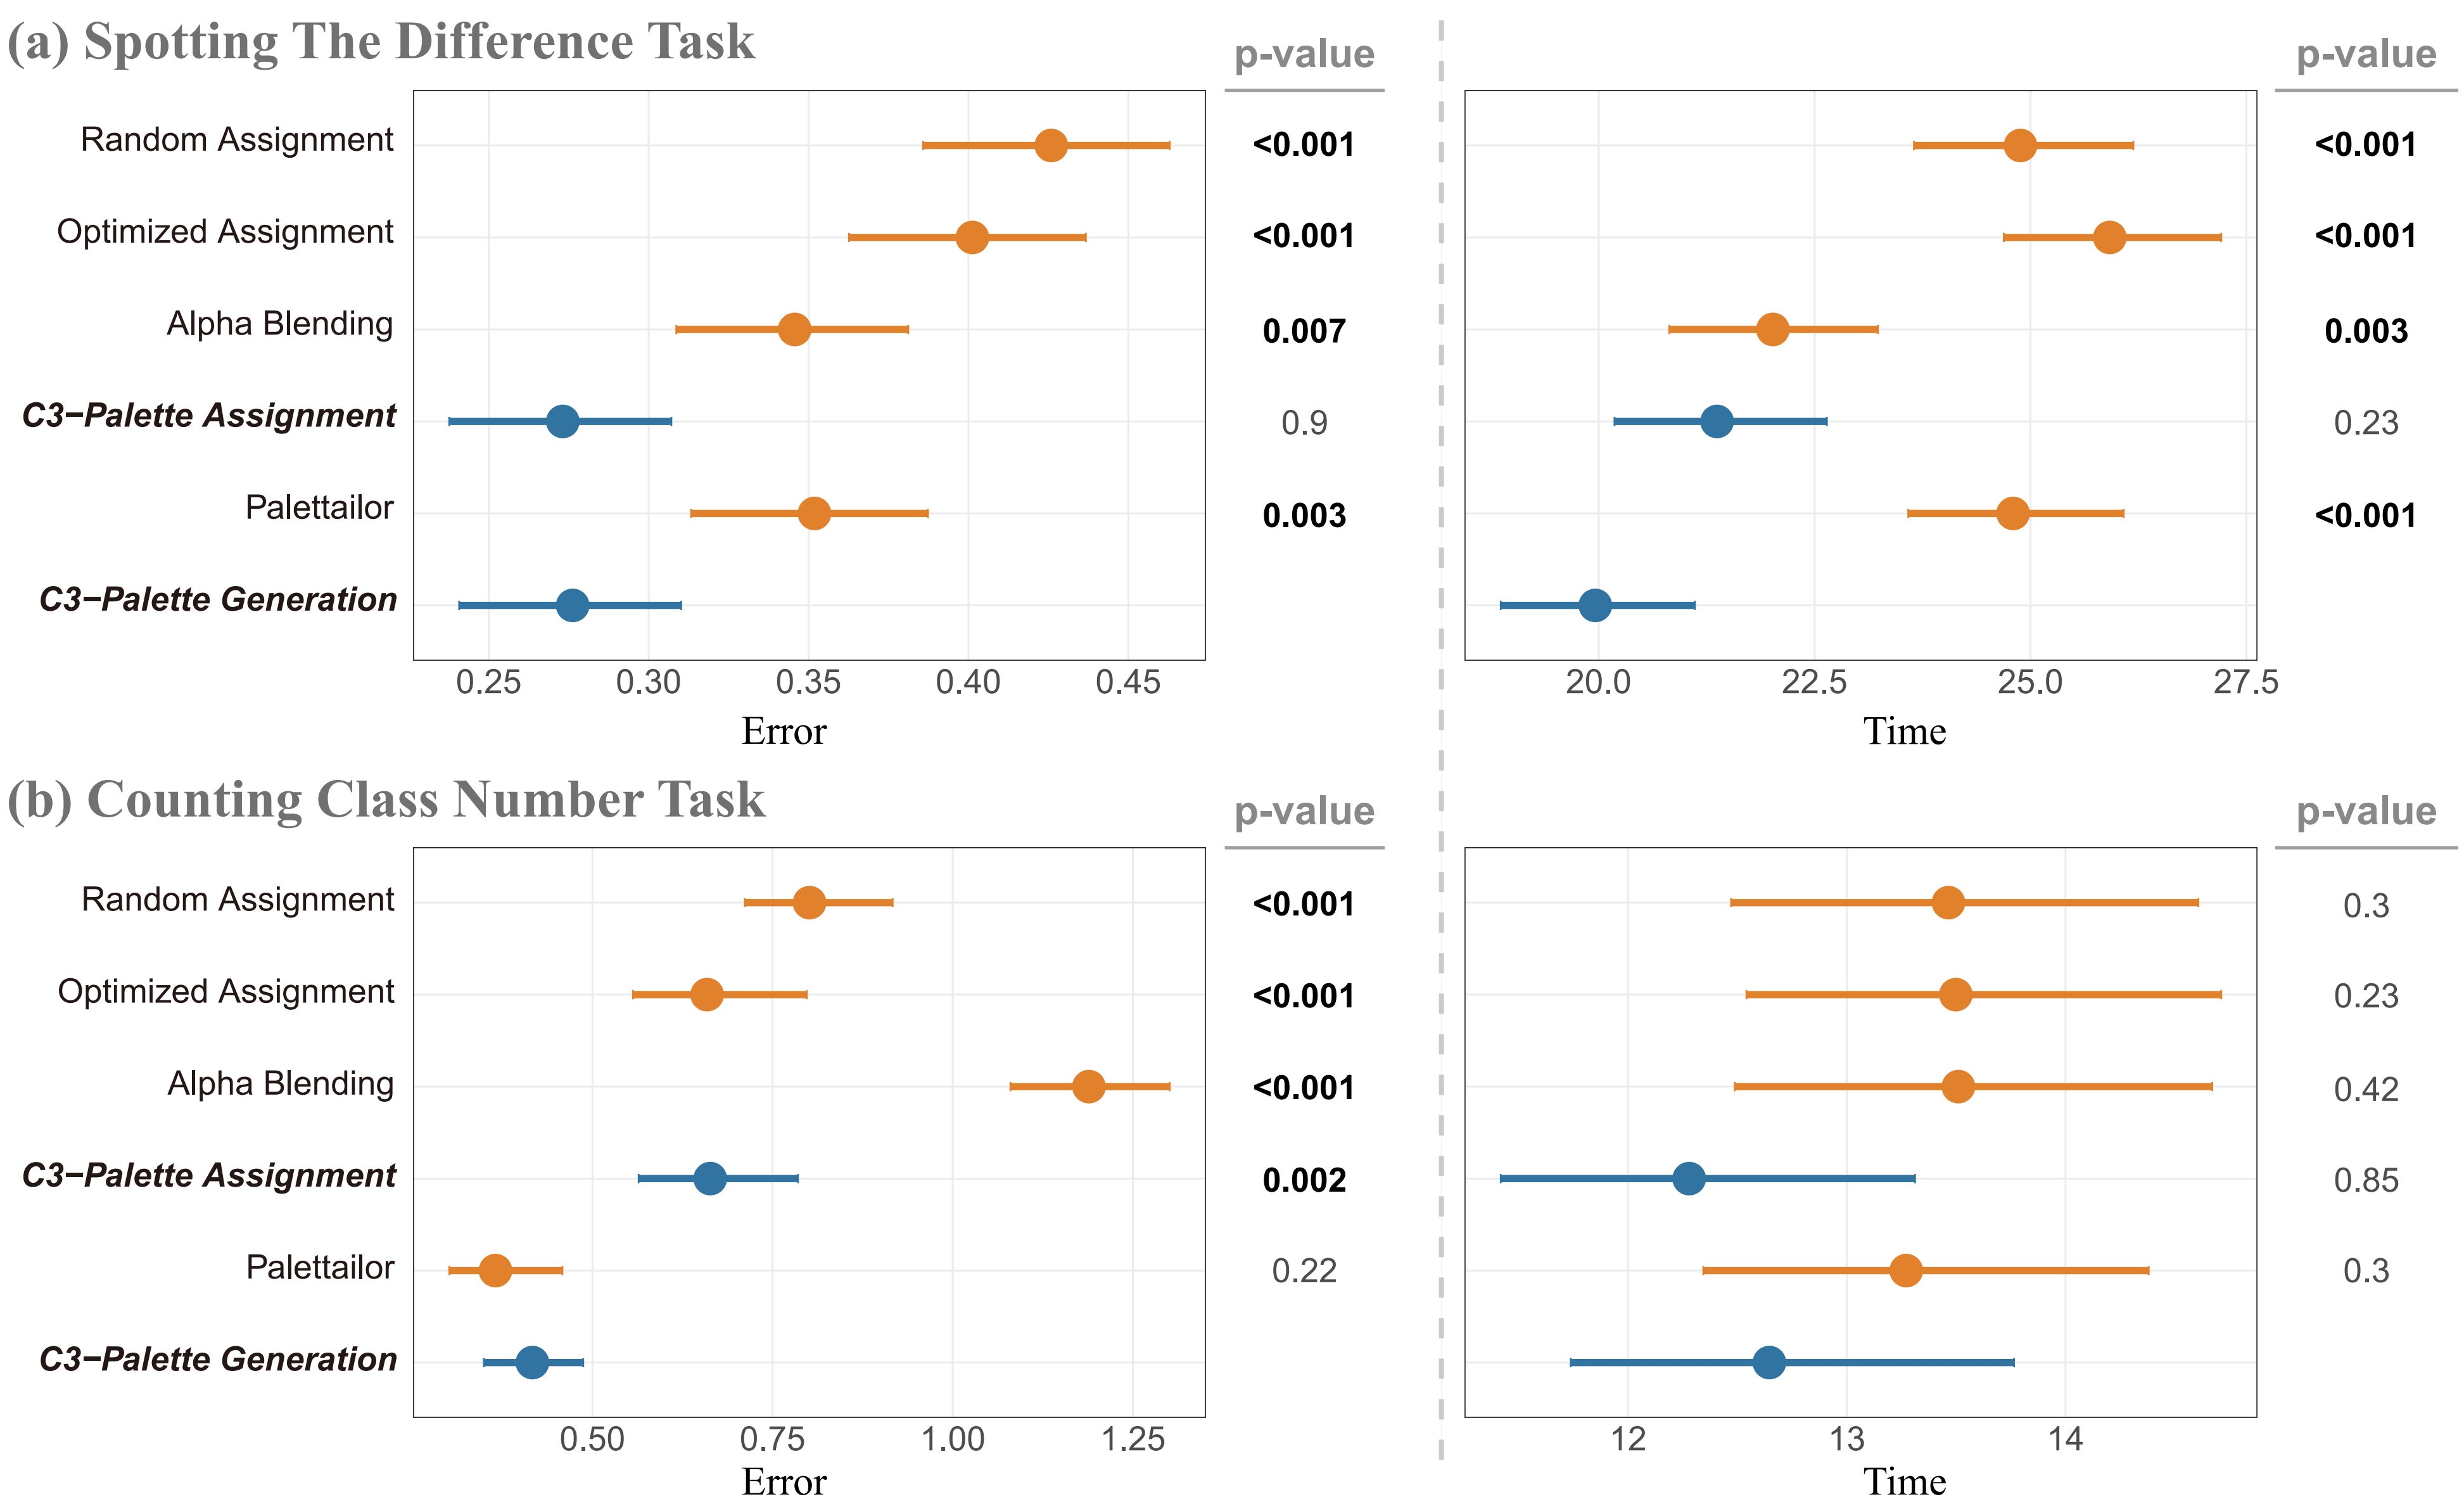 (a) Spotting The Difference Task
p-value
p-value
Random Assignment
<0.001
<0.001
Optimized Assignment
<0.001
<0.001
Alpha Blending
0.007
0.003
C3−Palette Assignment
0.9
0.23
Palettailor
0.003
<0.001
C3−Palette Generation
0.25 0.30 0.35 0.40 0.45
20.0 22.5 25.0 27.5
Error
Time
(b) Counting Class Number Task
p-value
p-value
Random Assignment
<0.001
0.3
Optimized Assignment
<0.001
0.23
Alpha Blending
<0.001
0.42
C3−Palette Assignment
0.002
0.85
Palettailor
0.22
0.3
C3−Palette Generation
0.50 0.75 1.00 1.25
12 13 14
Error
Time